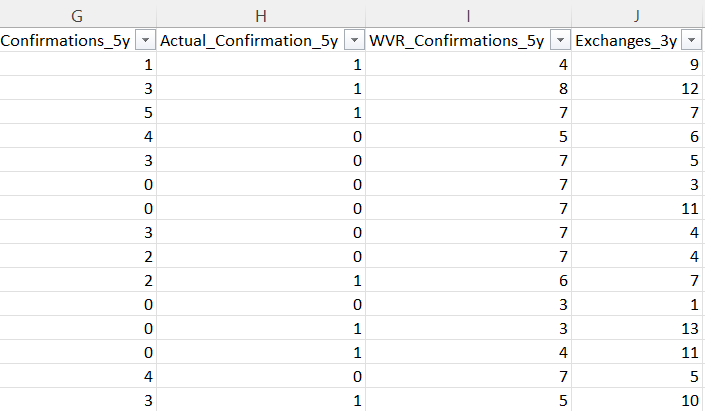 G H I J
Confirmations_5y Actual_Confirmation_5y WVR_Confirmations_5y Exchanges_3y
1 1 4 9
3 1 8 12
5 1 7 7
4 0 5 6
3 0 7 5
0 0 7 3
0 0 7 11
3 0 7 4
2 0 7 4
2 1 6 7
0 0 3 1
0 1 3 13
0 1 4 11
4 0 7 5
3 1 5 10